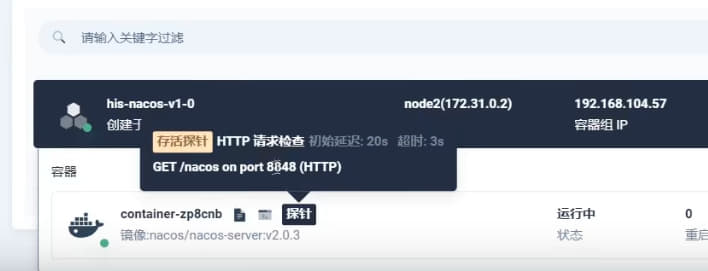 请输入关键字过滤
his-nacos-v1-0 node2(172.31.0.2) 192.168.104.57
创建于 容器组 IP
存活探针 HTTP 请求检查 初始延迟: 20s 超时: 3s
GET /nacos on port 8848 (HTTP)
容器
container-zp8cnb 探针 运行中 0
镜像:nacos/nacos-server:v2.0.3 状态 重启